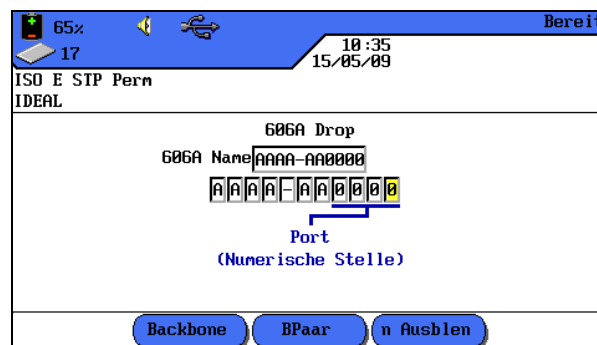 65% Bereit
17 10:35
15/05/09
ISO E STP Perm
IDEAL
606A Drop
606A Name AAAA-AA0000
AAAA-AA0000
Port
(Numerische Stelle)
Backbone BPaar n Ausblen